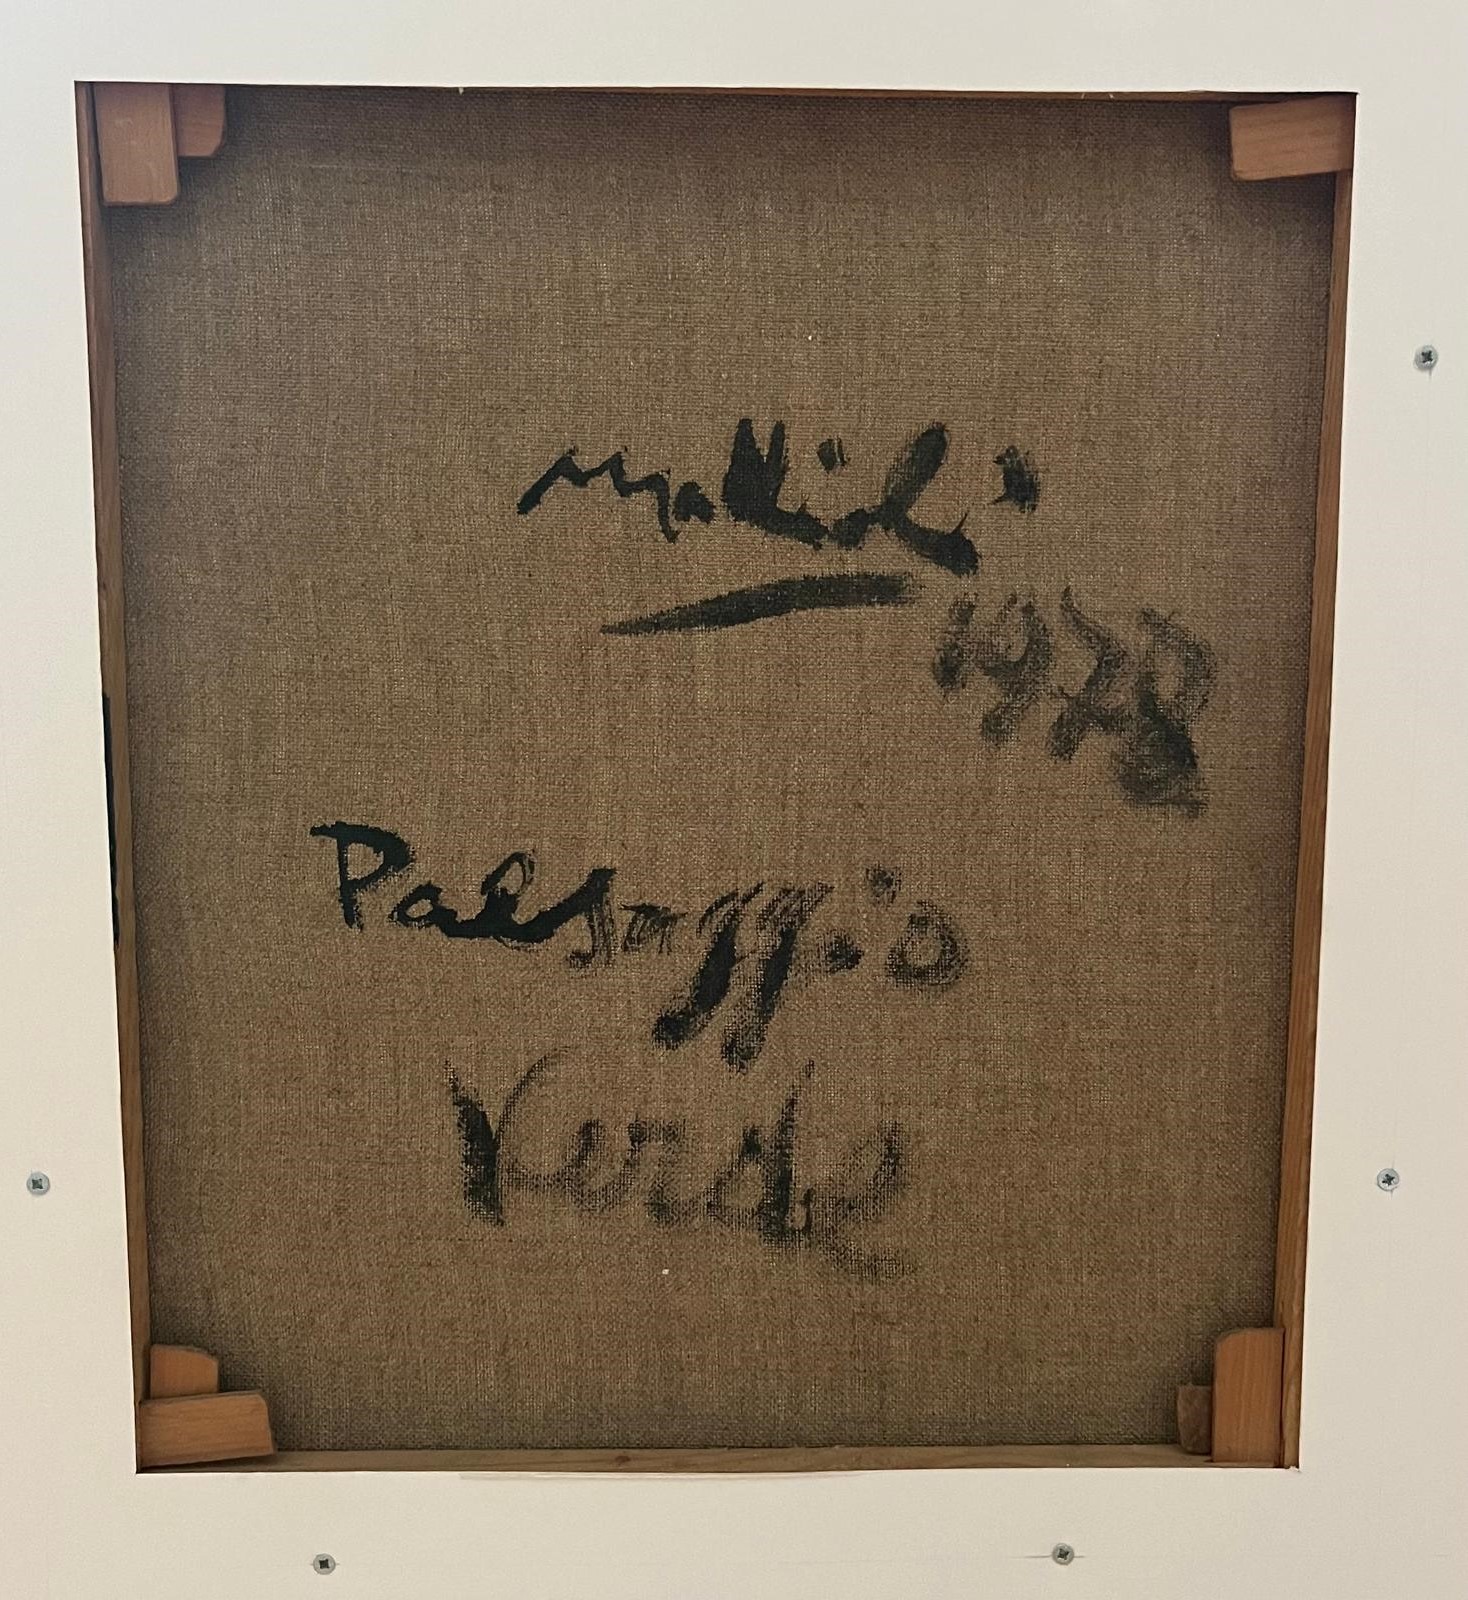 Mattioli
1978
Paesaggio
Verde